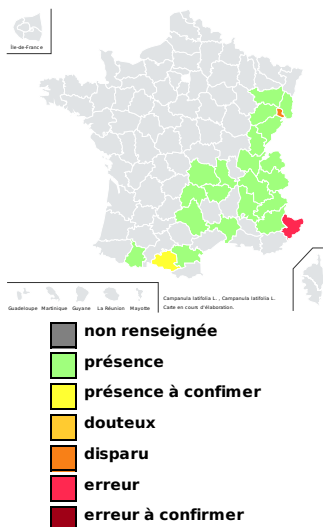 Île-de-France
Campanula latifolia L. , Campanula latifolia L.
Carte en cours d'élaboration.
Guadeloupe Martinique Guyane La Réunion Mayotte
non renseignée
présence
présence à confimer
douteux
disparu
erreur
erreur à confirmer